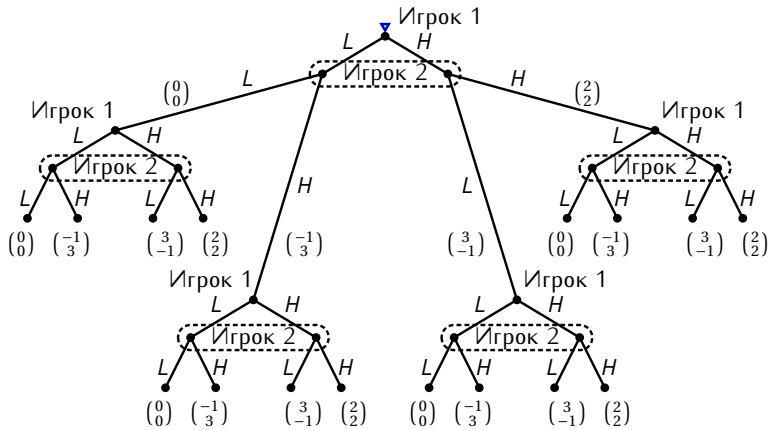 Игрок 1
L H
Игрок 2
L H
(0 0) (2 2)
Игрок 1 Игрок 1
L H L H
Игрок 2 Игрок 2
L H L H H L L H L H
(0 0) (−1 3) (3 −1) (2 2) (−1 3) (3 −1) (0 0) (−1 3) (3 −1) (2 2)
Игрок 1 Игрок 1
L H L H
Игрок 2 Игрок 2
L H L H L H L H
(0 0) (−1 3) (3 −1) (2 2) (0 0) (−1 3) (3 −1) (2 2)